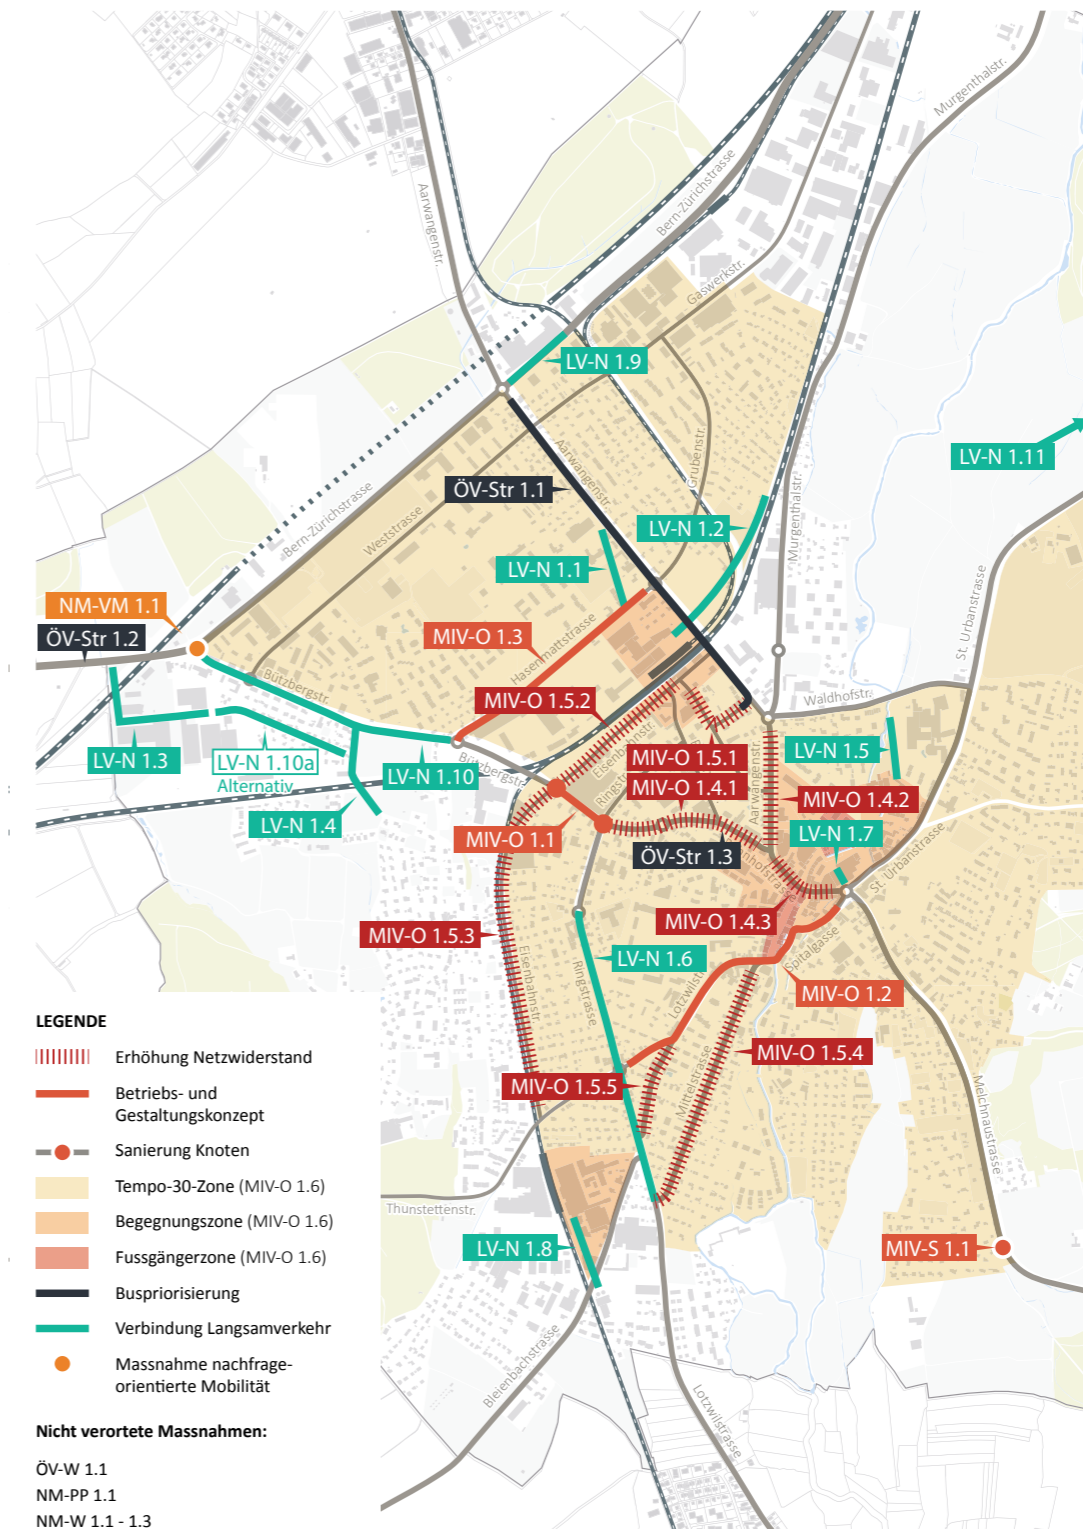 Murgenthalstr.
Aarwangenstr.
Bern-Zürichstrasse
Gaswerkstr.
LV-N 1.9
Aarwangenstr.
Grubenstr.
LV-N 1.11
ÖV-Str 1.1
LV-N 1.2
Bern-Zürichstrasse
Weststrasse
Murgenthalstr.
LV-N 1.1
St. Urbanstrasse
NM-VM 1.1
ÖV-Str 1.2
MIV-O 1.3
Hasenmattstrasse
Bützbergstr.
MIV-O 1.5.2
Waldhofstr.
LV-N 1.3
LV-N 1.10a
Alternativ
LV-N 1.10
Bützbergstr.
Eisenbahnstr.
MIV-O 1.5.1
LV-N 1.5
MIV-O 1.4.1
Aarwangenstr.
MIV-O 1.4.2
LV-N 1.4
MIV-O 1.1
LV-N 1.7
ÖV-Str 1.3
St. Urbanstrasse
MIV-O 1.5.3
MIV-O 1.4.3
Eisenbahnstr.
Ringstrasse
LV-N 1.6
Spitalgasse
MIV-O 1.2
MIV-O 1.5.4
MIV-O 1.5.5
Mittelstrasse
Melchnaustrasse
Thunstettenstr.
LV-N 1.8
MIV-S 1.1
Bleienbachstrasse
Lotzwilstrasse
LEGENDE
Erhöhung Netzwiderstand
Betriebs- und
Gestaltungskonzept
Sanierung Knoten
Tempo-30-Zone (MIV-O 1.6)
Begegnungszone (MIV-O 1.6)
Fussgängerzone (MIV-O 1.6)
Buspriorisierung
Verbindung Langsamverkehr
Massnahme nachfrage-
orientierte Mobilität
Nicht verortete Massnahmen:
ÖV-W 1.1
NM-PP 1.1
NM-W 1.1 - 1.3